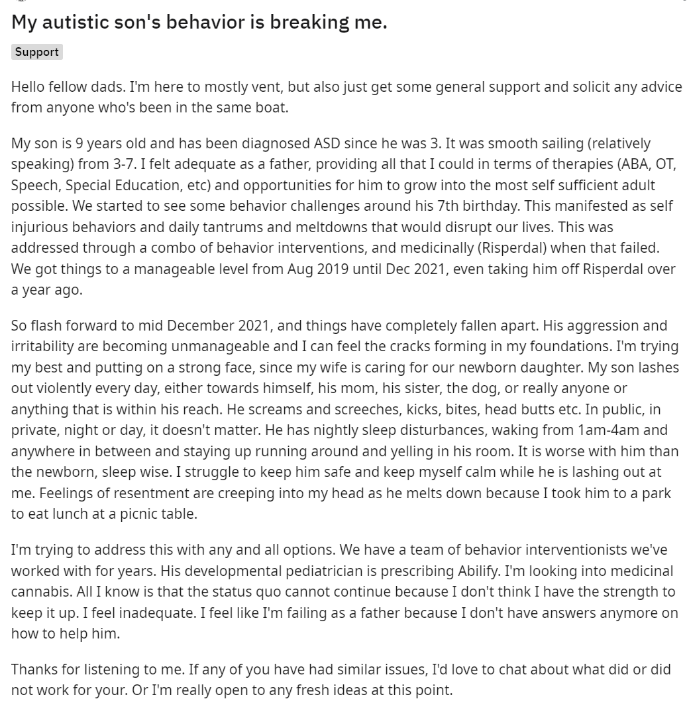 My autistic son's behavior is breaking me.
Support
Hello fellow dads. I'm here to mostly vent, but also just get some general support and solicit any advice
from anyone who's been in the same boat.
My son is 9 years old and has been diagnosed ASD since he was 3. It was smooth sailing (relatively
speaking) from 3-7. I felt adequate as a father, providing all that I could in terms of therapies (ABA, OT,
Speech, Special Education, etc) and opportunities for him to grow into the most self sufficient adult
possible. We started to see some behavior challenges around his 7th birthday. This manifested as self
injurious behaviors and daily tantrums and meltdowns that would disrupt our lives. This was
addressed through a combo of behavior interventions, and medicinally (Risperdal) when that failed.
We got things to a manageable level from Aug 2019 until Dec 2021, even taking him off Risperdal over
a year ago.
So flash forward to mid December 2021, and things have completely fallen apart. His aggression and
irritability are becoming unmanageable and I can feel the cracks forming in my foundations. I'm trying
my best and putting on a strong face, since my wife is caring for our newborn daughter. My son lashes
out violently every day, either towards himself, his mom, his sister, the dog, or really anyone or
anything that is within his reach. He screams and screeches, kicks, bites, head butts etc. In public, in
private, night or day, it doesn't matter. He has nightly sleep disturbances, waking from 1am-4am and
anywhere in between and staying up running around and yelling in his room. It is worse with him than
the newborn, sleep wise. I struggle to keep him safe and keep myself calm while he is lashing out at
me. Feelings of resentment are creeping into my head as he melts down because I took him to a park
to eat lunch at a picnic table.
I'm trying to address this with any and all options. We have a team of behavior interventionists we've
worked with for years. His developmental pediatrician is prescribing Abilify. I'm looking into medicinal
cannabis. All I know is that the status quo cannot continue because I don't think I have the strength to
keep it up. I feel inadequate. I feel like I'm failing as a father because I don't have answers anymore on
how to help him.
Thanks for listening to me. If any of you have had similar issues, I'd love to chat about what did or did
not work for your. Or I'm really open to any fresh ideas at this point.